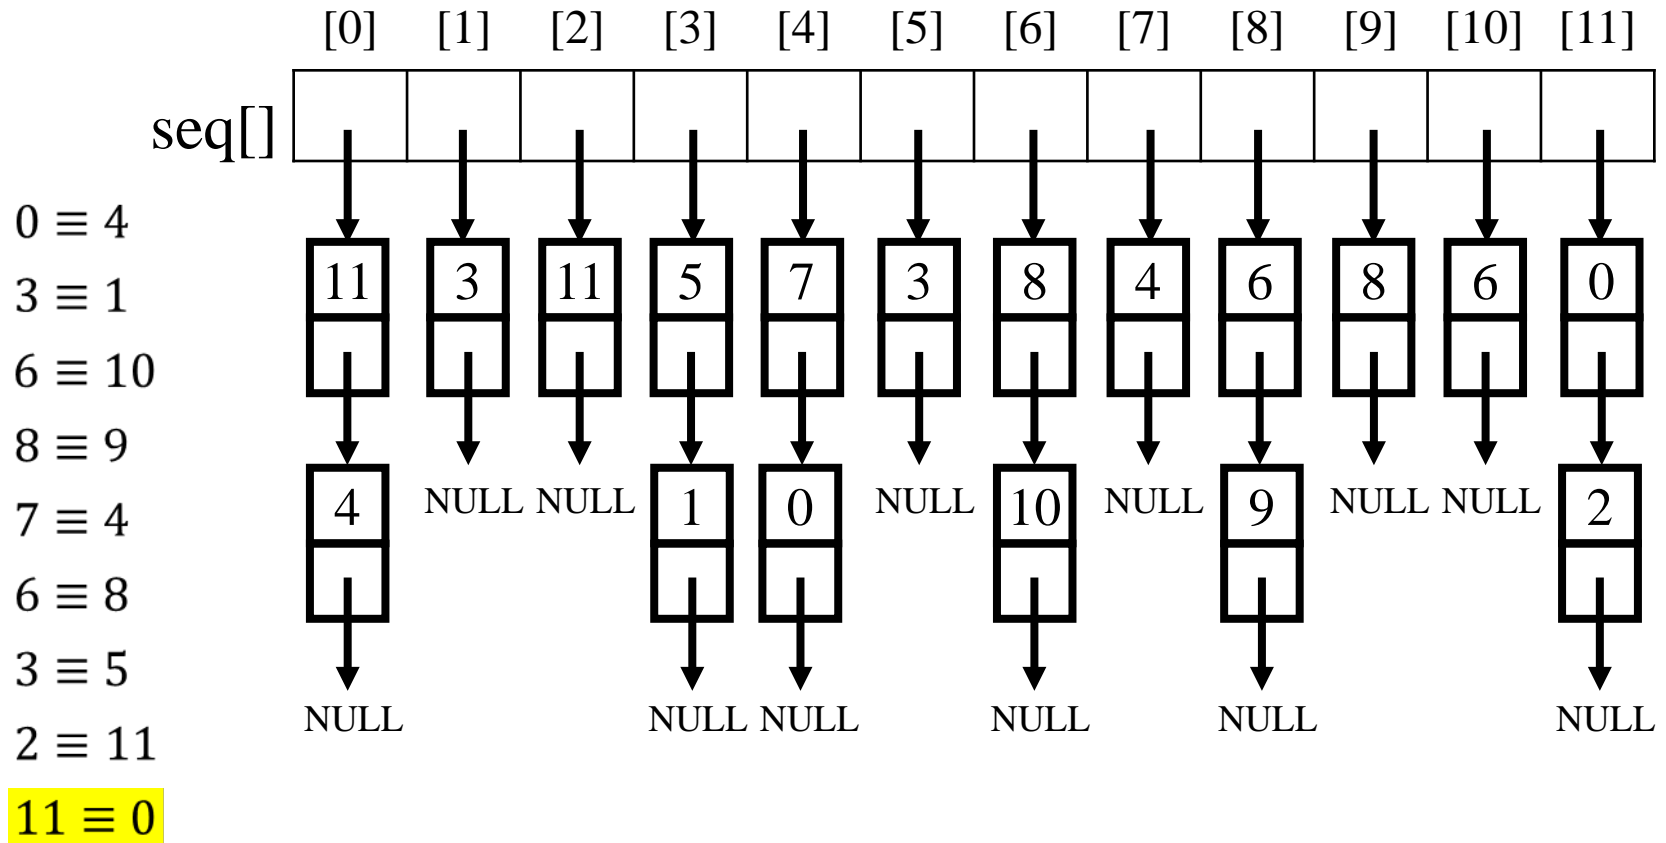 [0] [1] [2] [3] [4] [5] [6] [7] [8] [9] [10] [11]
seq[]
0 ≡ 4
3 ≡ 1
6 ≡ 10
8 ≡ 9
7 ≡ 4
6 ≡ 8
3 ≡ 5
2 ≡ 11
11 ≡ 0
11 3 11 5 7 3 8 4 6 8 6 0
4 NULL NULL 1 0 NULL 10 NULL 9 NULL NULL 2
NULL NULL NULL NULL NULL NULL